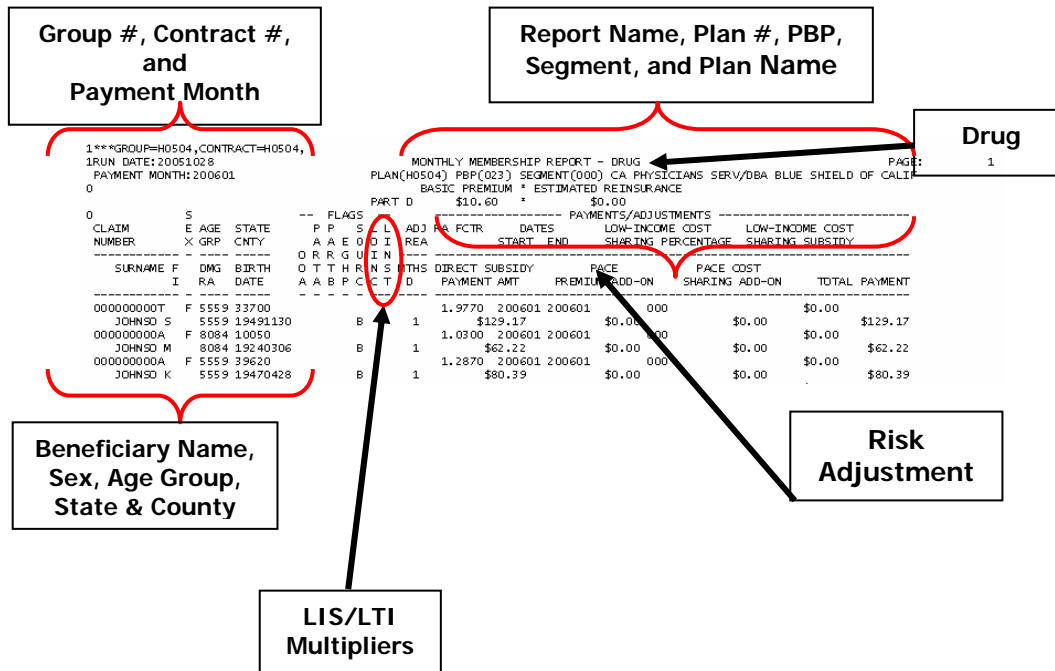 Group #, Contract #,
and
Payment Month
Report Name, Plan #, PBP,
Segment, and Plan Name
Drug
1***GROUP=H0504,CONTRACT=H0504,
1RUN DATE:20051028 MONTHLY MEMBERSHIP REPORT - DRUG PAGE: 1
PAYMENT MONTH:200601 PLAN(H0504) PBP(023) SEGMENT(000) CA PHYSICIANS SERV/DBA BLUE SHIELD OF CALIF
0 BASIC PREMIUM * ESTIMATED REINSURANCE
PART D $10.60 * $0.00
0 S -- FLAGS -- PAYMENTS/ADJUSTMENTS
CLAIM E AGE STATE P P S L L ADJ RA FCTR DATES LOW-INCOME COST LOW-INCOME COST
NUMBER X GRP CNTY A A E O O I REA START END SHARING PERCENTAGE SHARING SUBSIDY
O R R G U I N
SURNAME F DMG BIRTH O T T H R N S MTHS DIRECT SUBSIDY PACE PACE COST
I RA DATE A A B P C C T D PAYMENT AMT PREMIUM ADD-ON SHARING ADD-ON TOTAL PAYMENT
000000000T F 5559 33700 1.9770 200601 200601 000 $0.00
JOHNSO S 5559 19491130 B 1 $129.17 $0.00 $0.00 $129.17
000000000A F 8084 10050 1.0300 200601 200601 000 $0.00
JOHNSO M 8084 19240306 B 1 $62.22 $0.00 $0.00 $62.22
000000000A F 5559 39620 1.2870 200601 200601 000 $0.00
JOHNSO K 5559 19470428 B 1 $80.39 $0.00 $0.00 $80.39
Beneficiary Name,
Sex, Age Group,
State & County
Risk
Adjustment
LIS/LTI
Multipliers